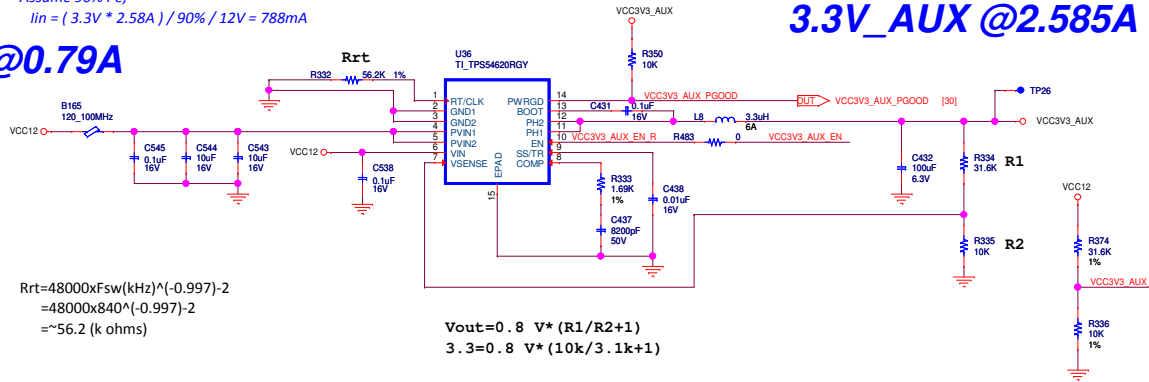 Iin = ( 3.3V * 2.58A ) / 90% / 12V = 788mA
@0.79A
3.3V_AUX @2.585A
VCC3V3_AUX
R350
10K
Rrt
R332 56.2K 1%
U36
TI_TPS54620RGY
B165
120_100MHz
VCC12
C545
0.1uF
16V
C544
10uF
16V
C543
10uF
16V
VCC12
C538
0.1uF
16V
1 RT/CLK
2 GND1
3 GND2
4 PVIN1
5 PVIN2
6 VIN
7 VSENSE
EPAD
15
PWRGD 14
BOOT 13
PH2 12
PH1 11
EN 10
SS/TR 9
COMP 8
VCC3V3_AUX_PGOOD
OUT VCC3V3_AUX_PGOOD [30]
C431 0.1uF
16V
L8 3.3uH
6A
VCC3V3_AUX_EN_R R483 0 VCC3V3_AUX_EN
TP26
VCC3V3_AUX
C432
100uF
6.3V
R334
31.6K
R1
R333
1.69K
1%
C438
0.01uF
16V
C437
8200pF
50V
R335
10K
R2
VCC12
R374
31.6K
1%
VCC3V3_AUX
R336
10K
1%
Rrt=48000xFsw(kHz)^(-0.997)-2
=48000x840^(-0.997)-2
=~56.2 (k ohms)
Vout=0.8 V*(R1/R2+1)
3.3=0.8 V*(10k/3.1k+1)